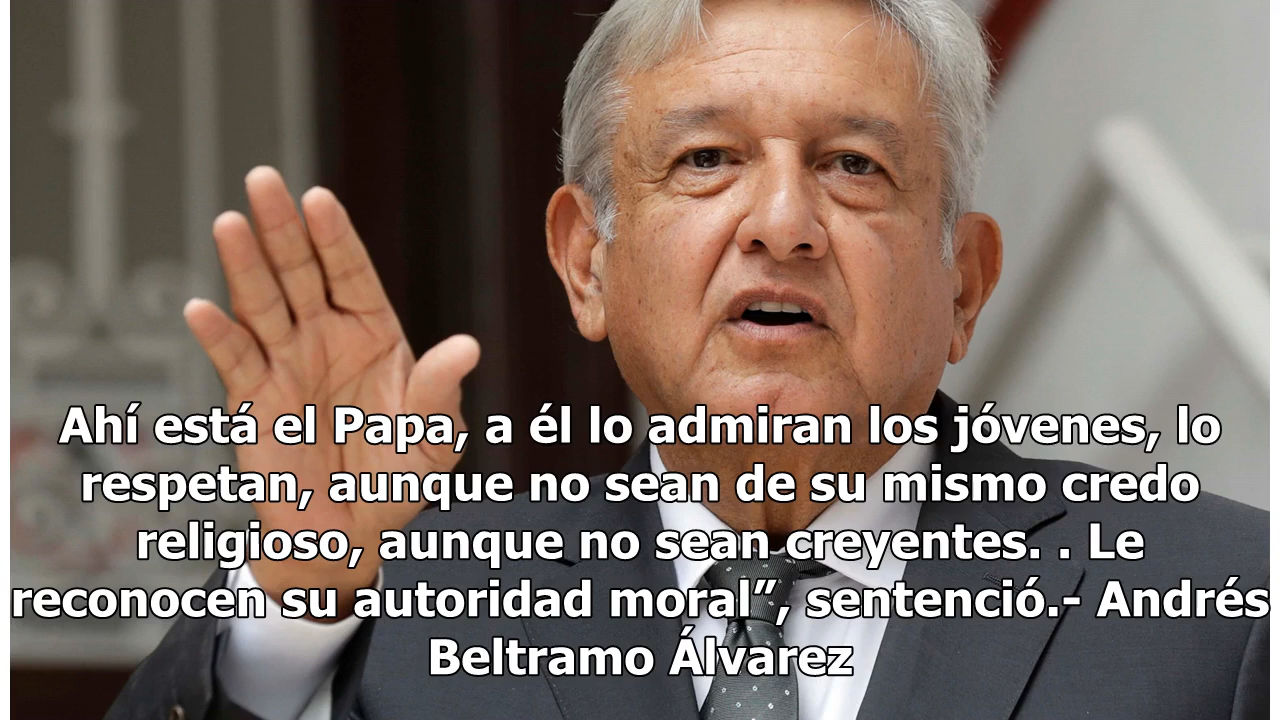 Ahí está el Papa, a él lo admiran los jóvenes, lo
respetan, aunque no sean de su mismo credo
religioso, aunque no sean creyentes. . Le
reconocen su autoridad moral”, sentenció.- Andrés
Beltramo Álvarez